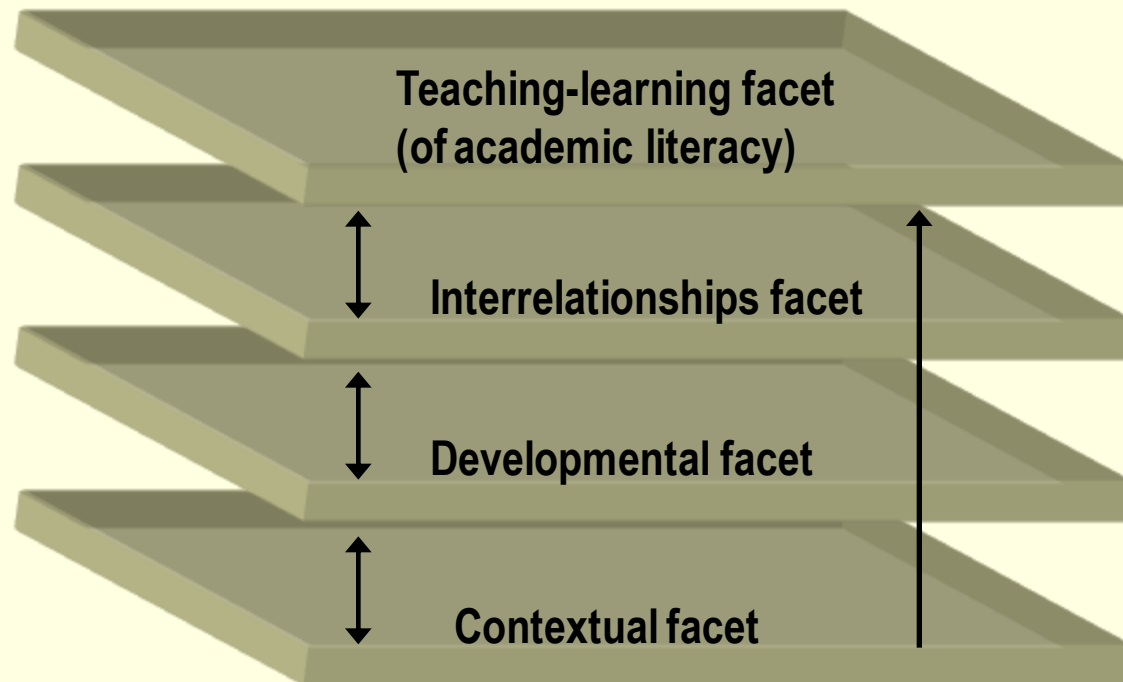 Teaching-learning facet
(of academic literacy)
Interrelationships facet
Developmental facet
Contextual facet